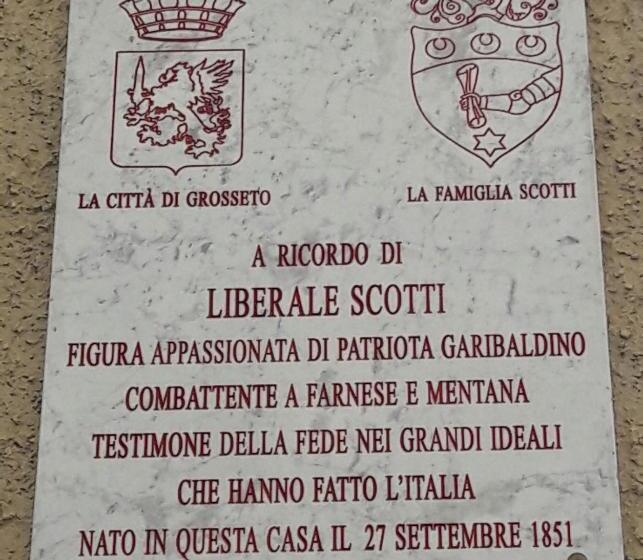 LA CITTÀ DI GROSSETO
LA FAMIGLIA SCOTTI
A RICORDO DI
LIBERALE SCOTTI
FIGURA APPASSIONATA DI PATRIOTA GARIBALDINO
COMBATTENTE A FARNESE E MENTANA
TESTIMONE DELLA FEDE NEI GRANDI IDEALI
CHE HANNO FATTO L'ITALIA
NATO IN QUESTA CASA IL 27 SETTEMBRE 1851